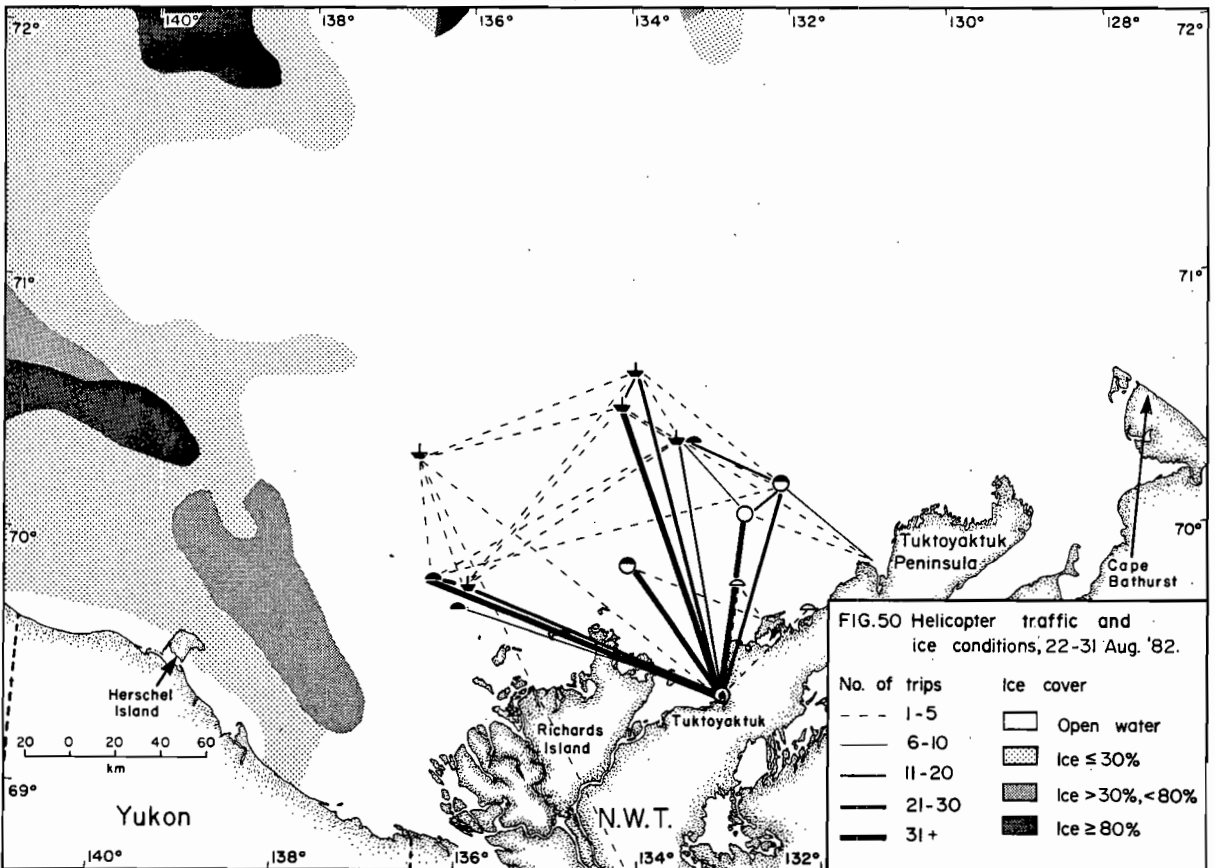 72°
140°
138°
136°
134°
132°
130°
128°
72°
71°
71°
70°
70°
Tuktoyaktuk
Peninsula
Cape
Bathurst
Herschel
Island
20 0 20 40 60
km
69°
Yukon
Richards
Island
Tuktoyaktuk
N.W.T.
140°
138°
136°
134°
132°
FIG.50 Helicopter traffic and
ice conditions, 22-31 Aug. '82.
No. of trips
1-5
6-10
11-20
21-30
31+
Ice cover
Open water
Ice ≤ 30%
Ice >30%,<80%
Ice ≥ 80%